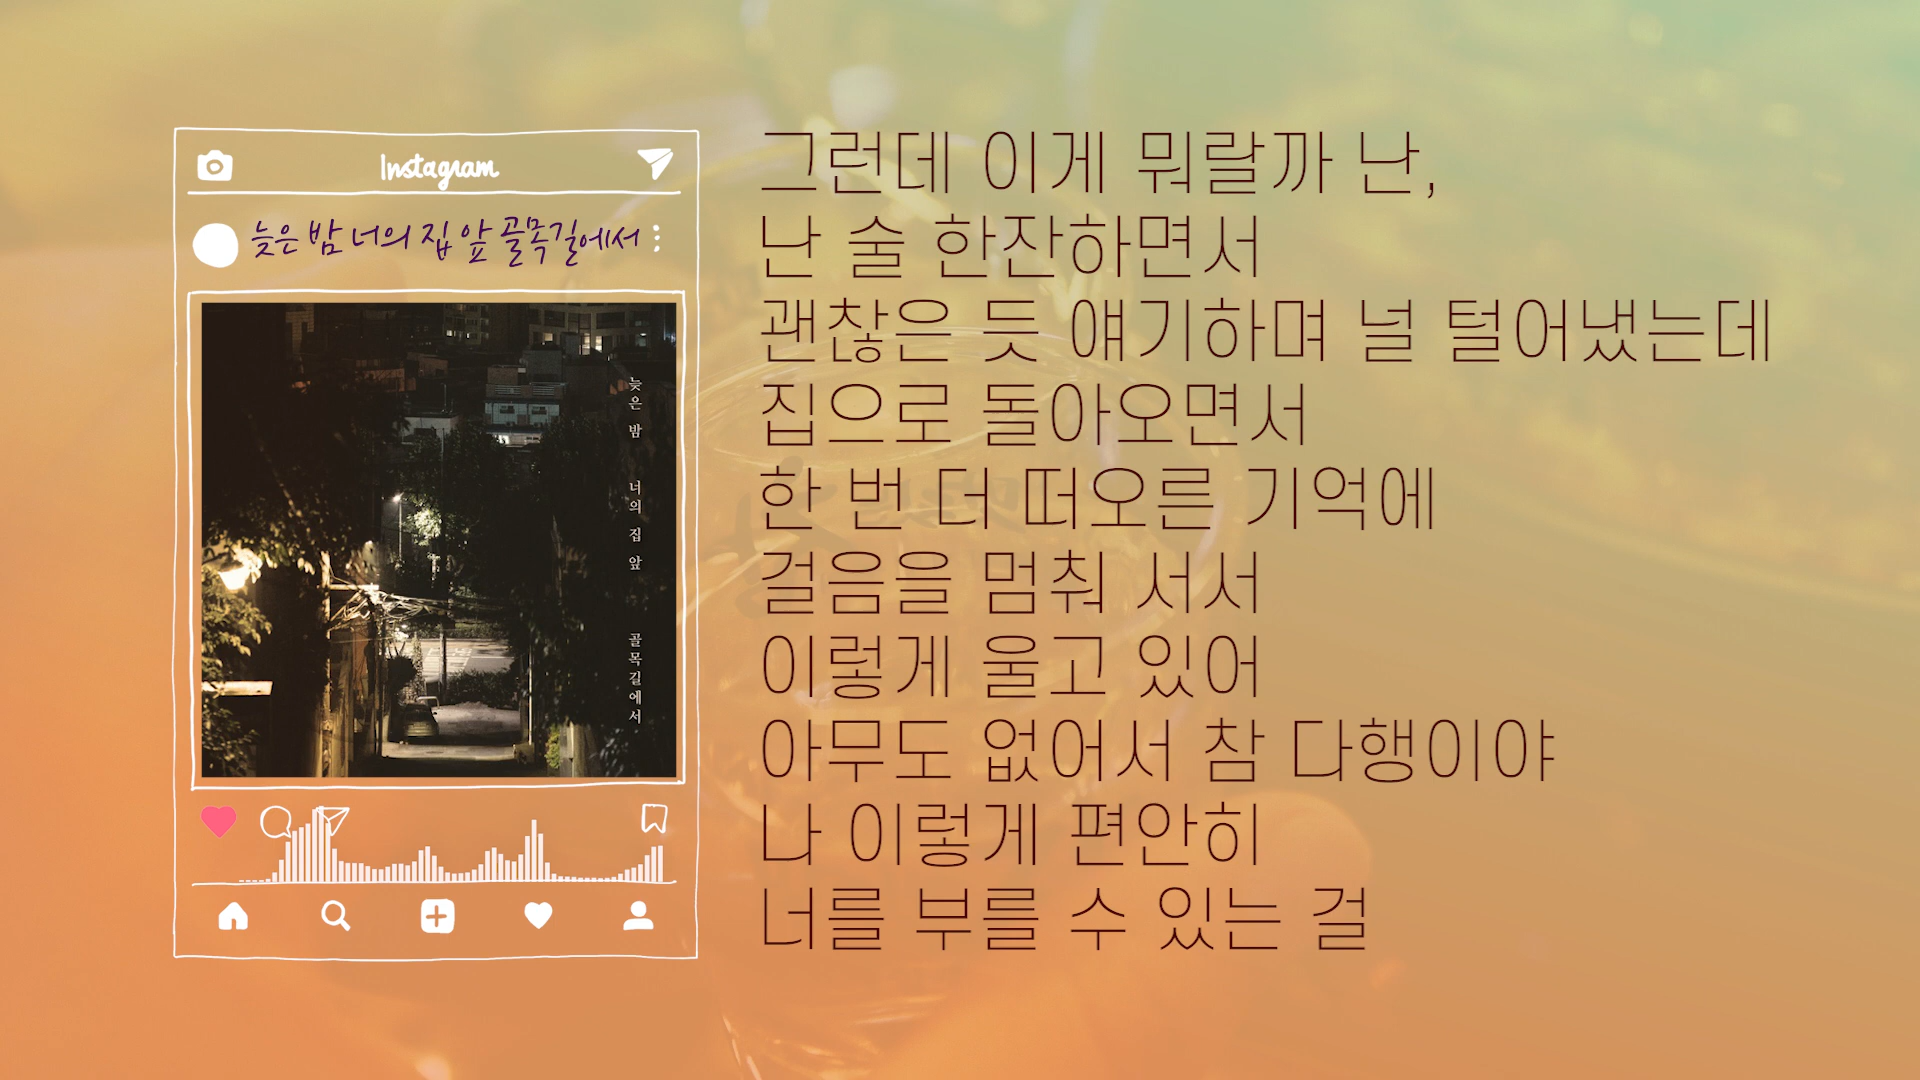 Instagram
늦은 밤 너의 집 앞 골목길에서
늦은 밤 너의 집 앞 골목길에서
그런데 이게 뭐랄까 난,
난 술 한잔하면서
괜찮은 듯 얘기하며 널 털어냈는데
집으로 돌아오면서
한 번 더 떠오른 기억에
걸음을 멈춰 서서
이렇게 울고 있어
아무도 없어서 참 다행이야
나 이렇게 편안히
너를 부를 수 있는 걸